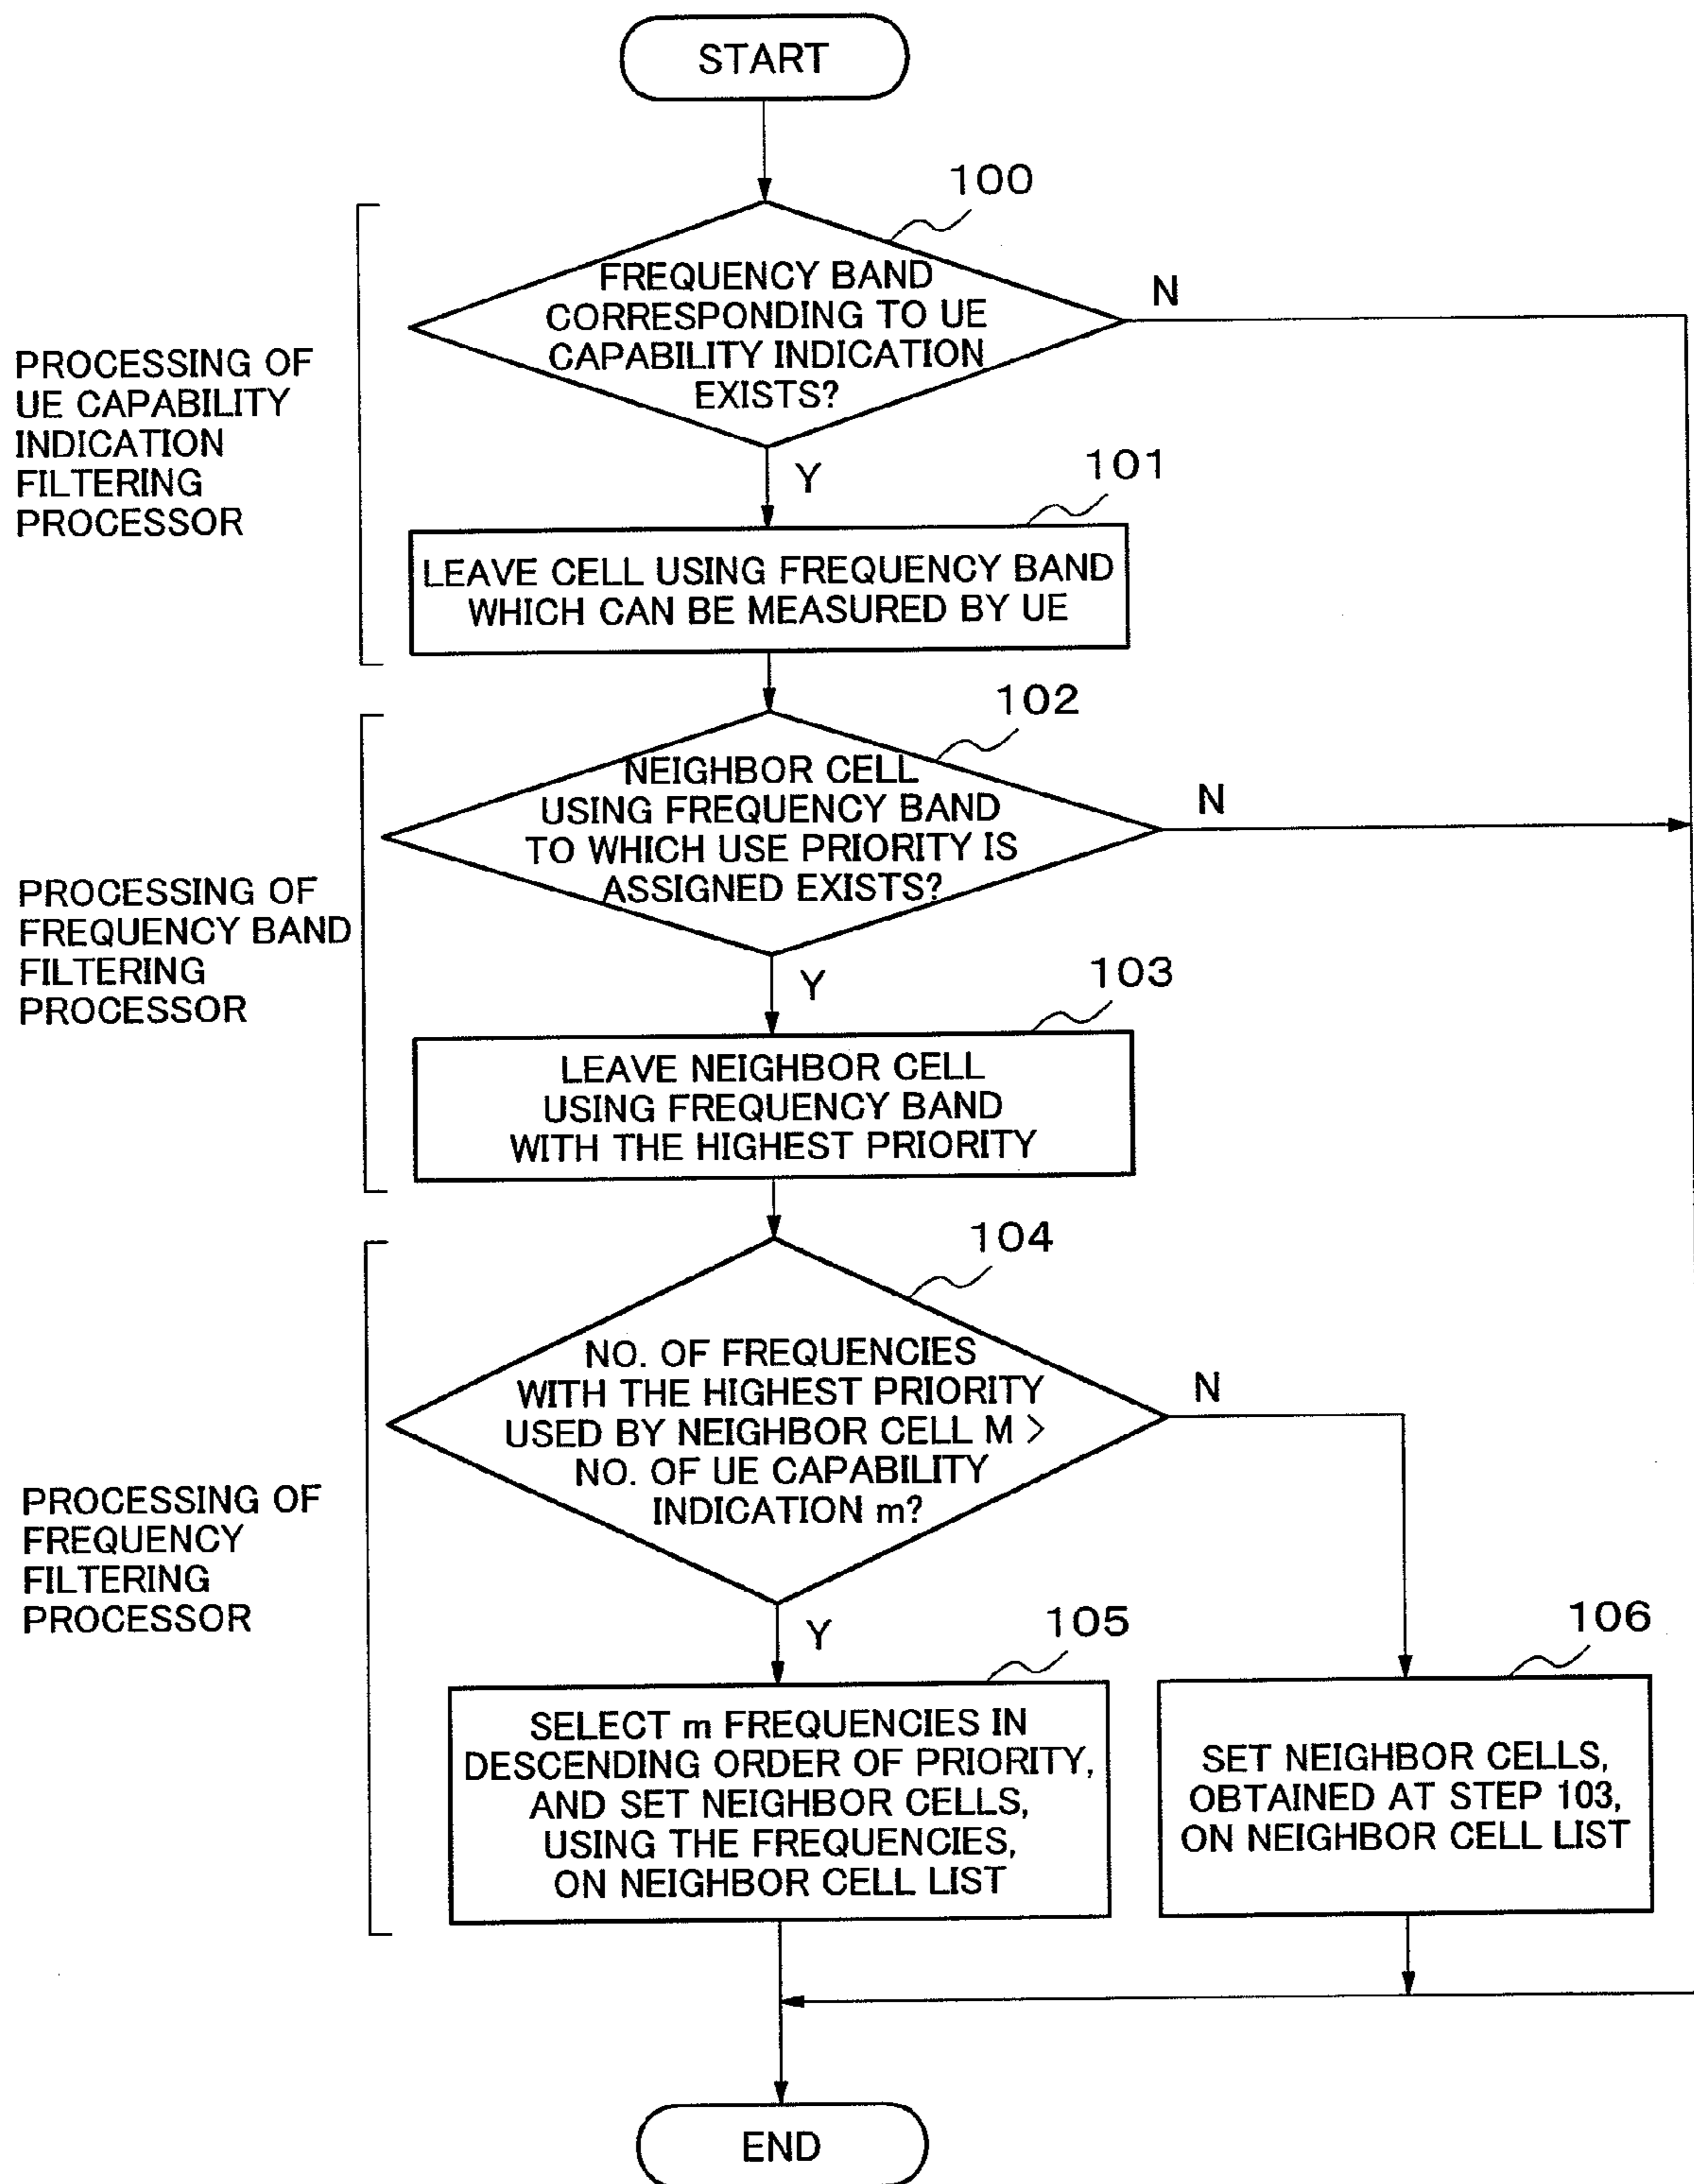 START
100
FREQUENCY BAND
CORRESPONDING TO UE
CAPABILITY INDICATION
EXISTS?
N
Y
PROCESSING OF
UE CAPABILITY
INDICATION
FILTERING
PROCESSOR
101
LEAVE CELL USING FREQUENCY BAND
WHICH CAN BE MEASURED BY UE
102
NEIGHBOR CELL
USING FREQUENCY BAND
TO WHICH USE PRIORITY IS
ASSIGNED EXISTS?
N
Y
PROCESSING OF
FREQUENCY BAND
FILTERING
PROCESSOR
103
LEAVE NEIGHBOR CELL
USING FREQUENCY BAND
WITH THE HIGHEST PRIORITY
104
NO. OF FREQUENCIES
WITH THE HIGHEST PRIORITY
USED BY NEIGHBOR CELL M >
NO. OF UE CAPABILITY
INDICATION m?
N
Y
PROCESSING OF
FREQUENCY
FILTERING
PROCESSOR
105
SELECT m FREQUENCIES IN
DESCENDING ORDER OF PRIORITY,
AND SET NEIGHBOR CELLS,
USING THE FREQUENCIES,
ON NEIGHBOR CELL LIST
106
SET NEIGHBOR CELLS,
OBTAINED AT STEP 103,
ON NEIGHBOR CELL LIST
END